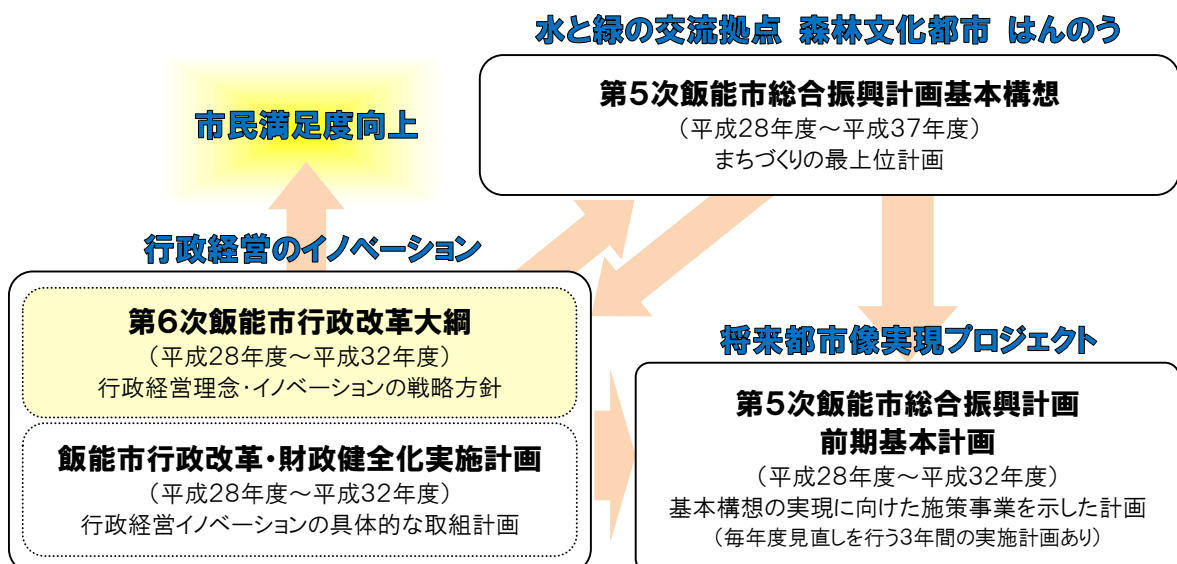 水と緑の交流拠点 森林文化都市 はんのう
第5次飯能市総合振興計画基本構想
（平成28年度～平成37年度）
まちづくりの最上位計画
市民満足度向上
行政経営のイノベーション
第6次飯能市行政改革大綱
（平成28年度～平成32年度）
行政経営理念・イノベーションの戦略方針
飯能市行政改革・財政健全化実施計画
（平成28年度～平成32年度）
行政経営イノベーションの具体的な取組計画
将来都市像実現プロジェクト
第5次飯能市総合振興計画
前期基本計画
（平成28年度～平成32年度）
基本構想の実現に向けた施策事業を示した計画
（毎年度見直しを行う3年間の実施計画あり）